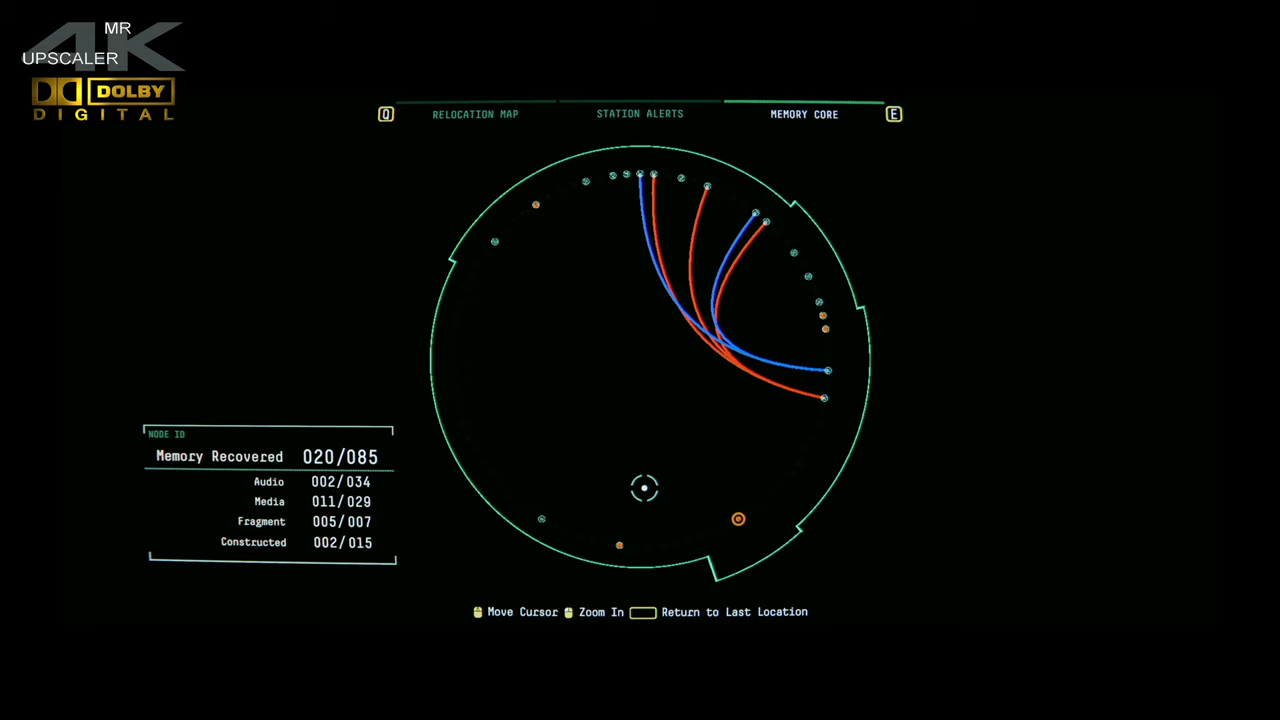 4K
MR
UPSCALER
DOLBY
DIGITAL
Q RELOCATION MAP STATION ALERTS MEMORY CORE E
NODE ID
Memory Recovered 020/085
Audio 002/034
Media 011/029
Fragment 005/007
Constructed 002/015
Move Cursor Zoom In Return to Last Location